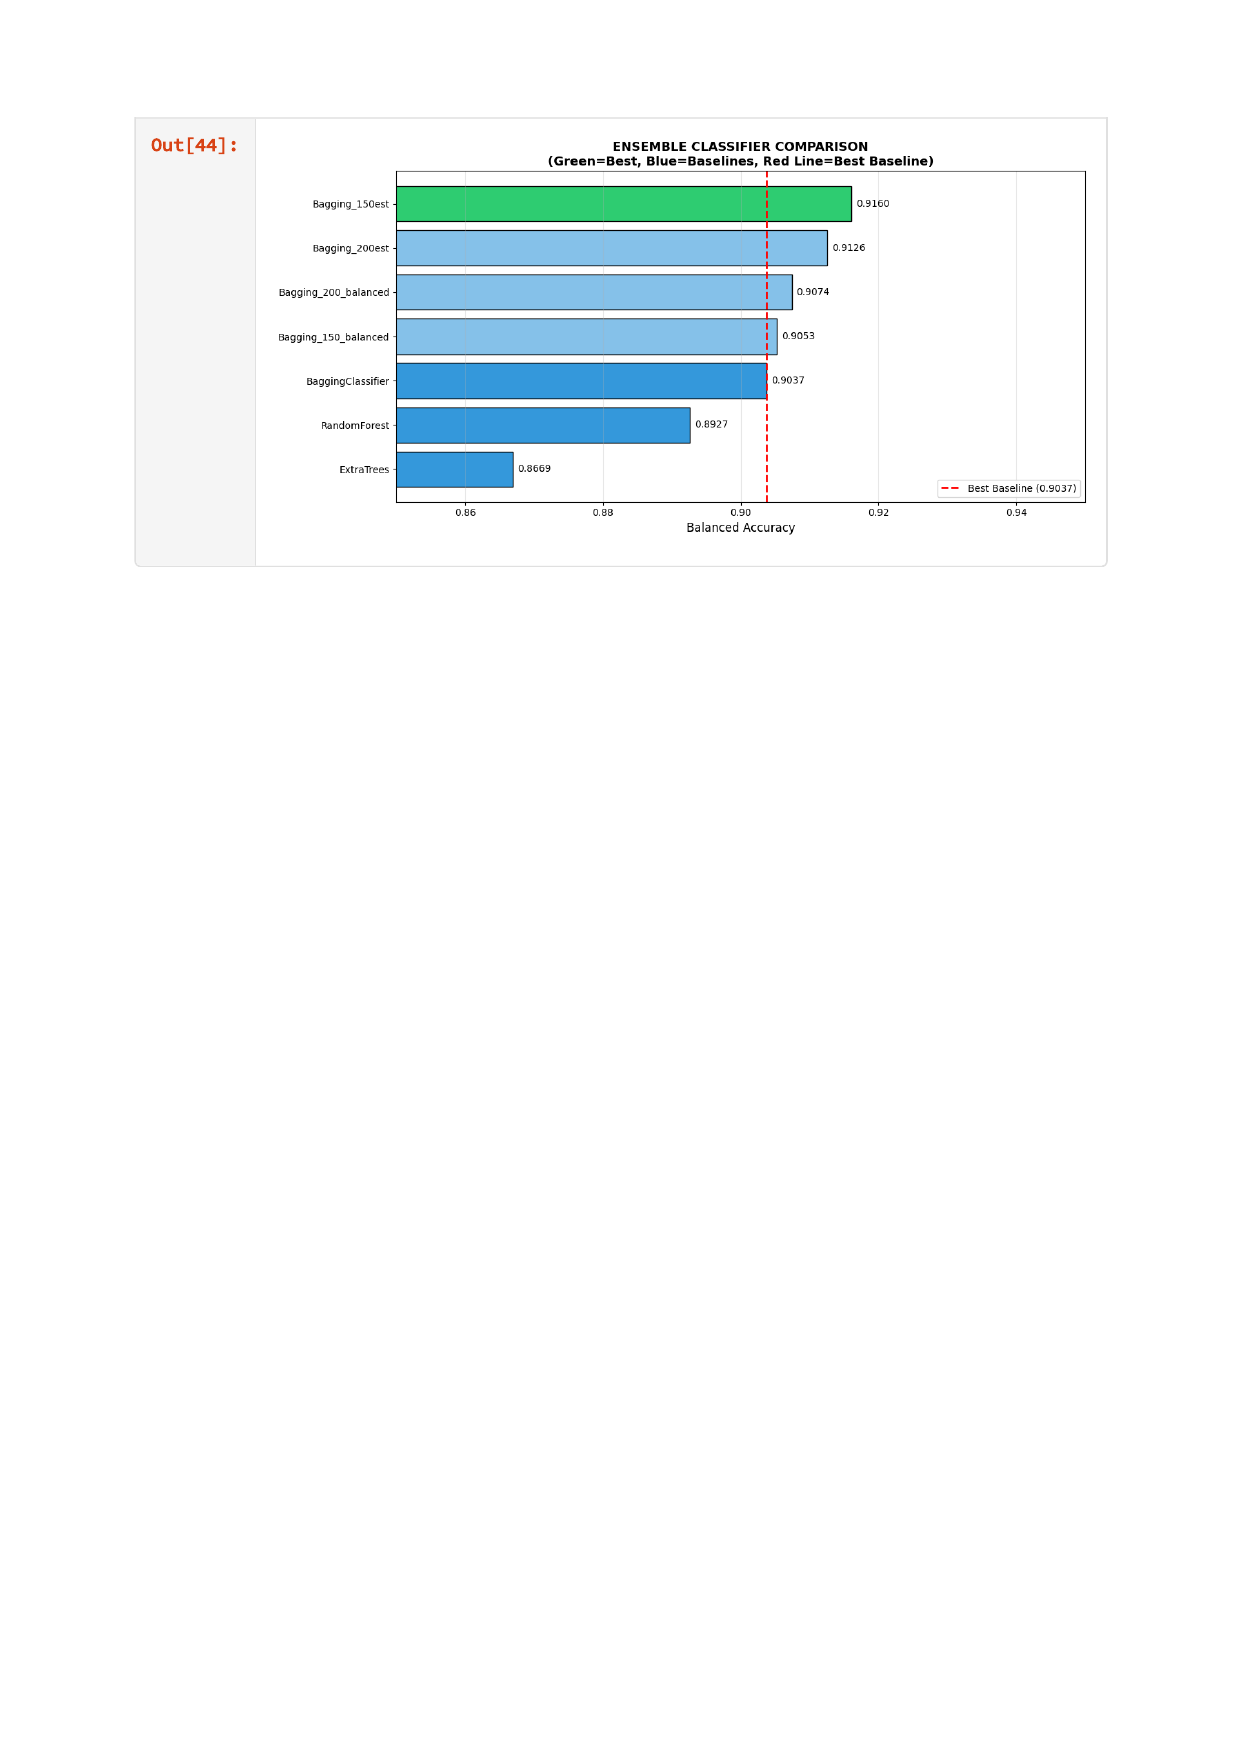 Out[44]:
ENSEMBLE CLASSIFIER COMPARISON
(Green=Best, Blue=Baselines, Red Line=Best Baseline)
Bagging_150est 0.9160
Bagging_200est 0.9126
Bagging_200_balanced 0.9074
Bagging_150_balanced 0.9053
BaggingClassifier 0.9037
RandomForest 0.8927
ExtraTrees 0.8669
Best Baseline (0.9037)
0.86 0.88 0.90 0.92 0.94
Balanced Accuracy